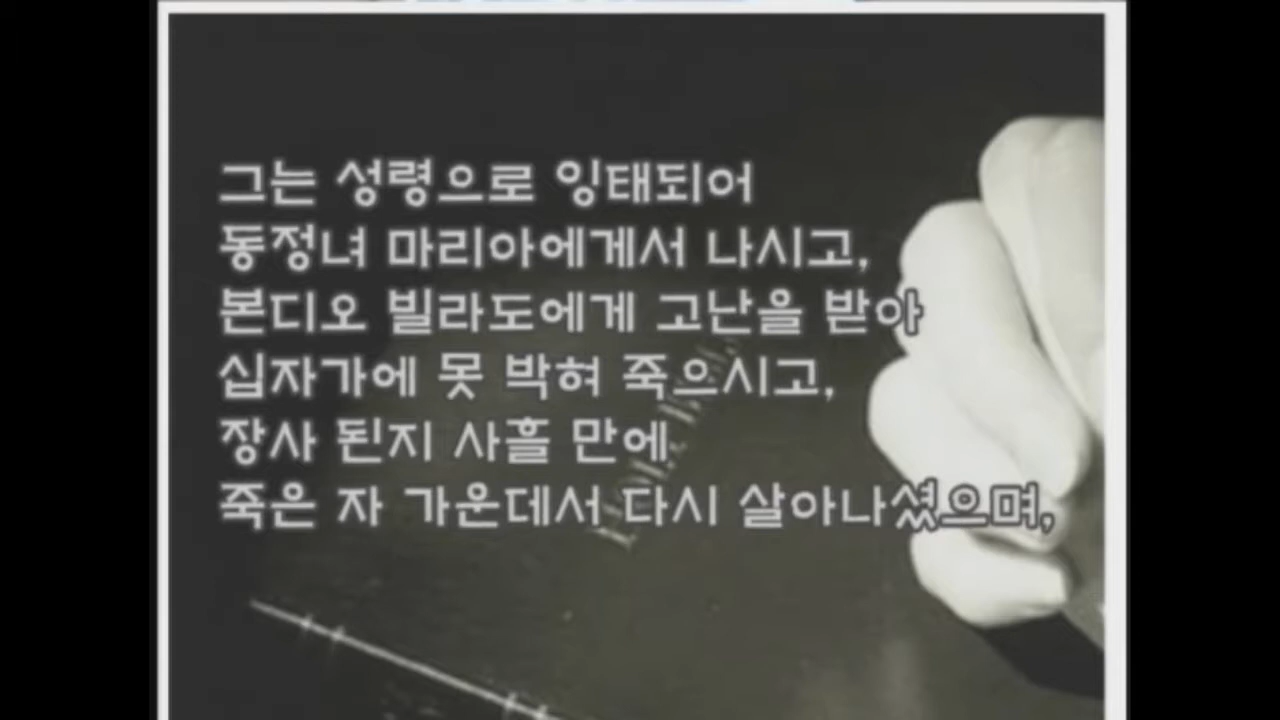 그는 성령으로 잉태되어
동정녀 마리아에게서 나시고,
본디오 빌라도에게 고난을 받아
십자가에 못 박혀 죽으시고,
장사 된지 사흘 만에
죽은 자 가운데서 다시 살아나셨으며,